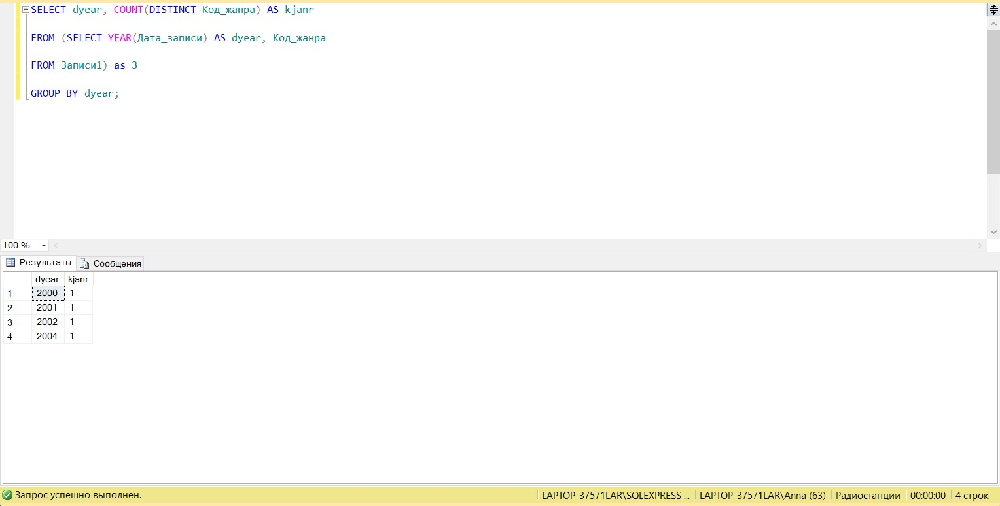 SELECT dyear, COUNT(DISTINCT Код_жанра) AS kjanr
FROM (SELECT YEAR(Дата_записи) AS dyear, Код_жанра
FROM Записи1) as З
GROUP BY dyear;
100 %
Результаты Сообщения
dyear kjanr
1 2000 1
2 2001 1
3 2002 1
4 2004 1
Запрос успешно выполнен. LAPTOP-37571LAR\SQLEXPRESS ... LAPTOP-37571LAR\Anna (63) Радиостанции 00:00:00 4 строк